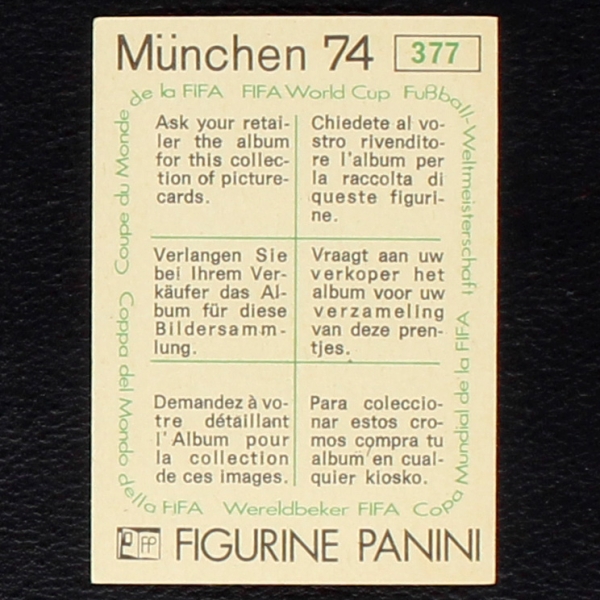 München 74 377
Coupe du Monde de la FIFA FIFA World Cup Fußball-Weltmeisterschaft
Ask your retai-
ler the album
for this collec-
tion of picture-
cards.
Chiedete al vo-
stro rivendito-
re l'album per
la raccolta di
queste figuri-
ne.
Verlangen Sie
bei Ihrem Ver-
käufer das Al-
bum für diese
Bildersamm-
lung.
Vraagt aan uw
verkoper het
album voor uw
verzameling
van deze pren-
tjes.
Demandez à vo-
tre détaillant
l'Album pour
la collection
de ces images.
Para coleccio-
nar estos cro-
mos compra tu
album en cual-
quier kiosko.
Coppa del Mondo della FIFA Wereldbeker FIFA Copa Mundial de la FIFA
FP FIGURINE PANINI